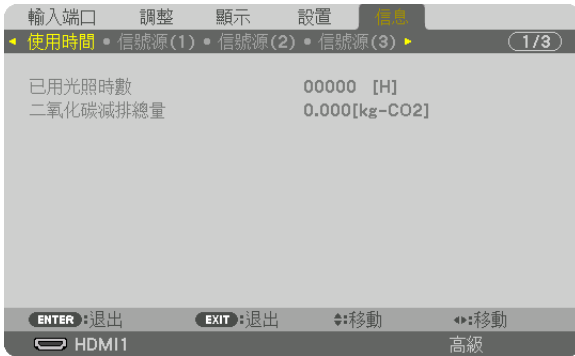 輸入端口 調整 顯示 設置 信息
使用時間 • 信號源(1) • 信號源(2) • 信號源(3) 1/3
已用光照時數 00000 [H]
二氧化碳減排總量 0.000[kg-CO2]
ENTER:退出 EXIT:退出 :移動 :移動
HDMI1 高級